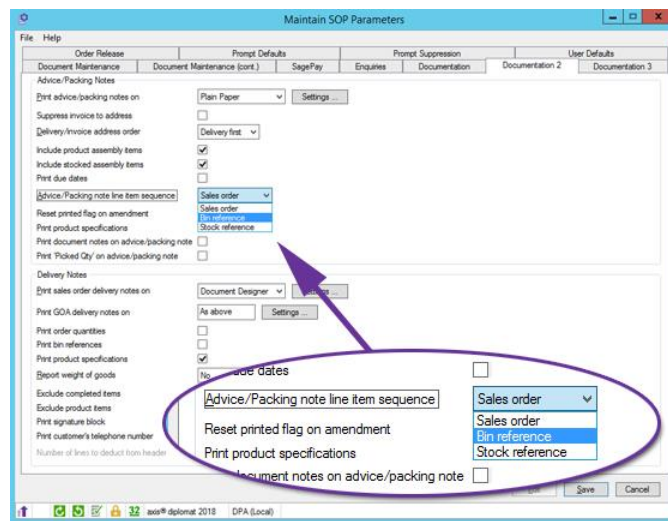 Maintain SOP Parameters
File Help
Order Release Prompt Defaults Prompt Suppression User Defaults
Document Maintenance Document Maintenance (cont.) SagePay Enquiries Documentation Documentation 2 Documentation 3
Advice/Packing Notes
Print advice/packing notes on Plain Paper Settings ...
Suppress invoice to address
Delivery/invoice address order Delivery first
Include product assembly items
Include stocked assembly items
Print due dates
Advice/Packing note line item sequence Sales order
Sales order
Reset printed flag on amendment Bin reference
Print product specifications Stock reference
Print document notes on advice/packing note
Print 'Picked Qty' on advice/packing note
Delivery Notes
Print sales order delivery notes on Document Designer
Print GOA delivery notes on As above Settings ...
Print order quantities
Print bin references
Print product specifications
Report weight of goods No
Exclude completed items
Exclude product items
Print signature block
Print customer's telephone number
Number of lines to deduct from header
dates
Advice/Packing note line item sequence Sales order
Sales order
Reset printed flag on amendment Bin reference
Print product specifications Stock reference
document notes on advice/packing note
Save Cancel
32 axis® diplomat 2018 DPA (Local)